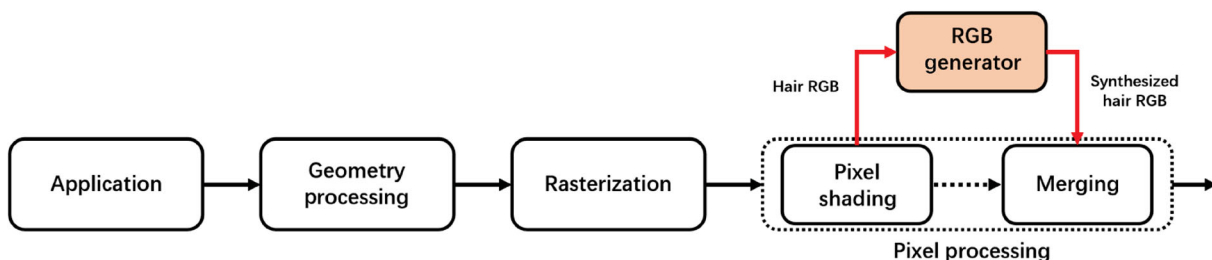 RGB
generator
Hair RGB
Synthesized
hair RGB
Application
Geometry
processing
Rasterization
Pixel
shading
Merging
Pixel processing